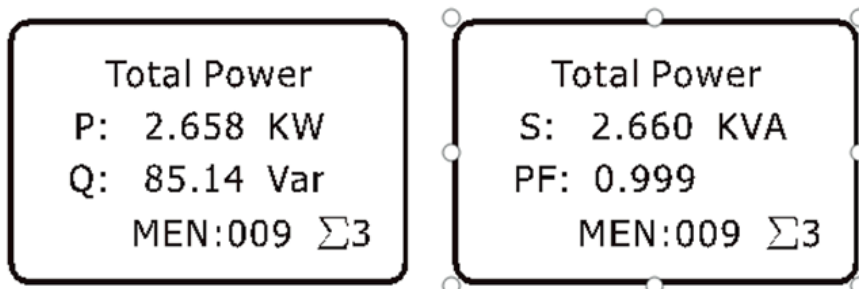 Total Power
P: 2.658 KW
Q: 85.14 Var
MEN:009 ∑3
Total Power
S: 2.660 KVA
PF: 0.999
MEN:009 ∑3